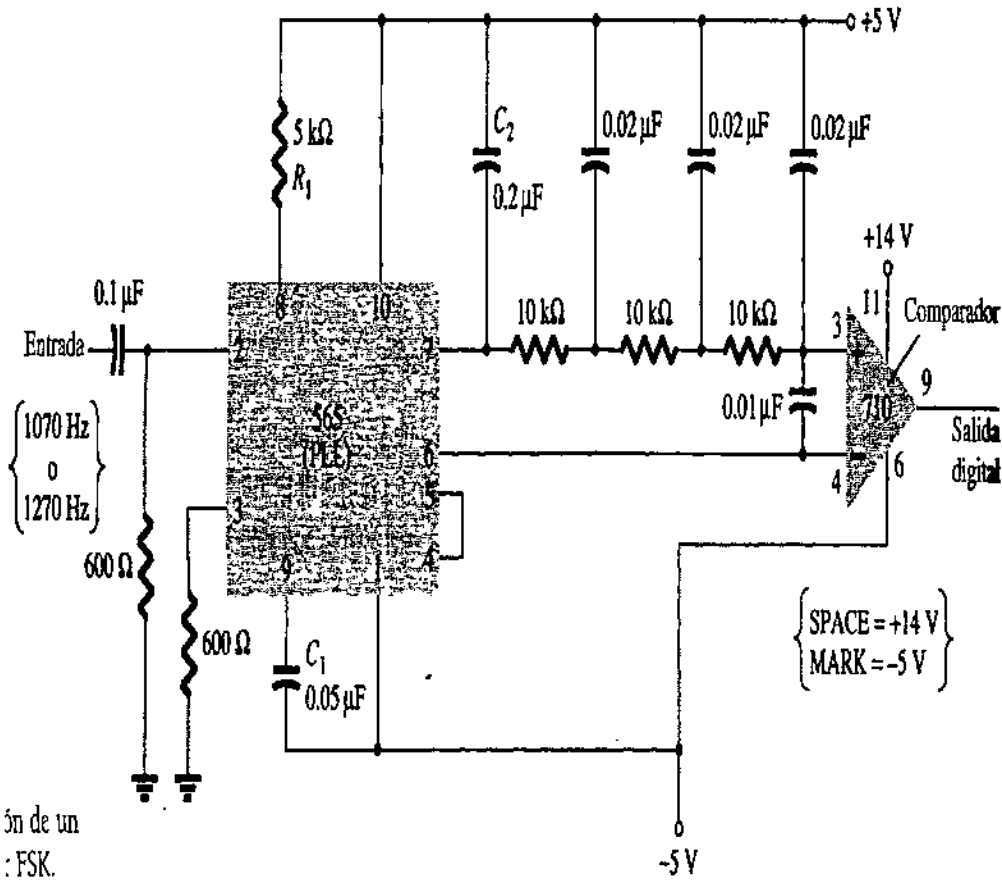 +5 V
5 kΩ
R1
C2
0.2 µF
0.02 µF
0.02 µF
0.02 µF
+14 V
0.1 µF
Entrada
{1070 Hz
o
1270 Hz}
8
10
2
7
10 kΩ
10 kΩ
10 kΩ
3
11
Comparador
710
9
Salida
digital
0.01 µF
565
(PLL)
6
4
6
5
4
3
9
1
600 Ω
600 Ω
C1
0.05 µF
{SPACE = +14 V
MARK = –5 V}
–5 V
ón de un
FSK.